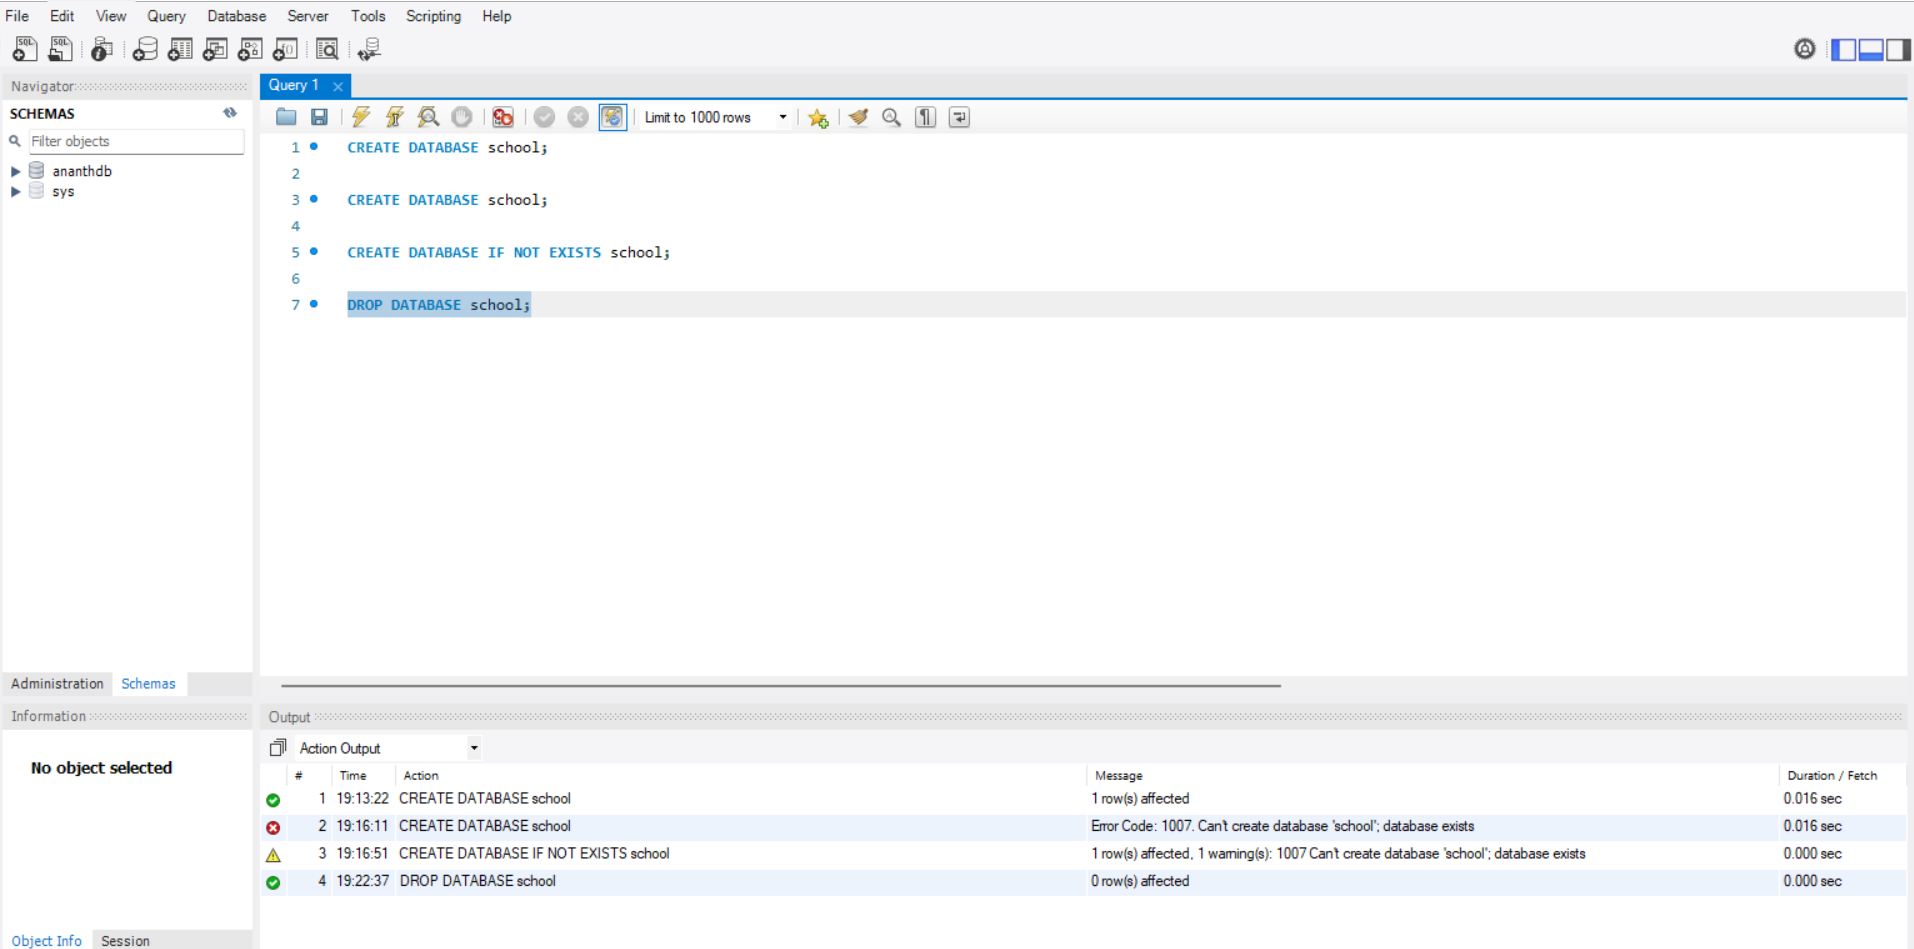 File Edit View Query Database Server Tools Scripting Help
SQL SQL
Navigator
Query 1
SCHEMAS
Limit to 1000 rows
Filter objects
ananthdb
sys
1 CREATE DATABASE school;
2
3 CREATE DATABASE school;
4
5 CREATE DATABASE IF NOT EXISTS school;
6
7 DROP DATABASE school;
Administration Schemas
Information
No object selected
Object Info Session
Output
Action Output
# Time Action Message Duration / Fetch
1 19:13:22 CREATE DATABASE school 1 row(s) affected 0.016 sec
2 19:16:11 CREATE DATABASE school Error Code: 1007. Can't create database 'school'; database exists 0.016 sec
3 19:16:51 CREATE DATABASE IF NOT EXISTS school 1 row(s) affected, 1 warning(s): 1007 Can't create database 'school'; database exists 0.000 sec
4 19:22:37 DROP DATABASE school 0 row(s) affected 0.000 sec